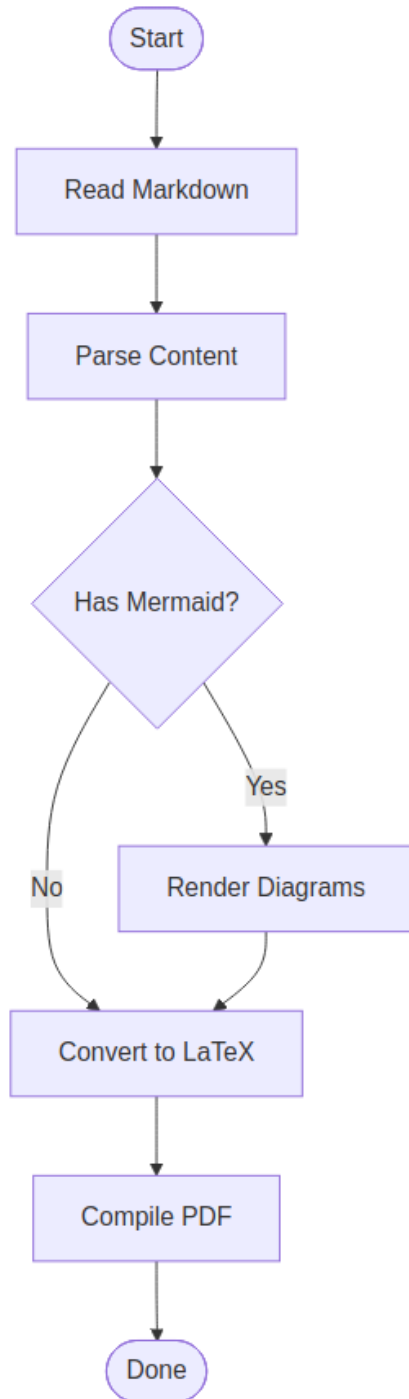 Start
Read Markdown
Parse Content
Has Mermaid?
Yes
No
Render Diagrams
Convert to LaTeX
Compile PDF
Done